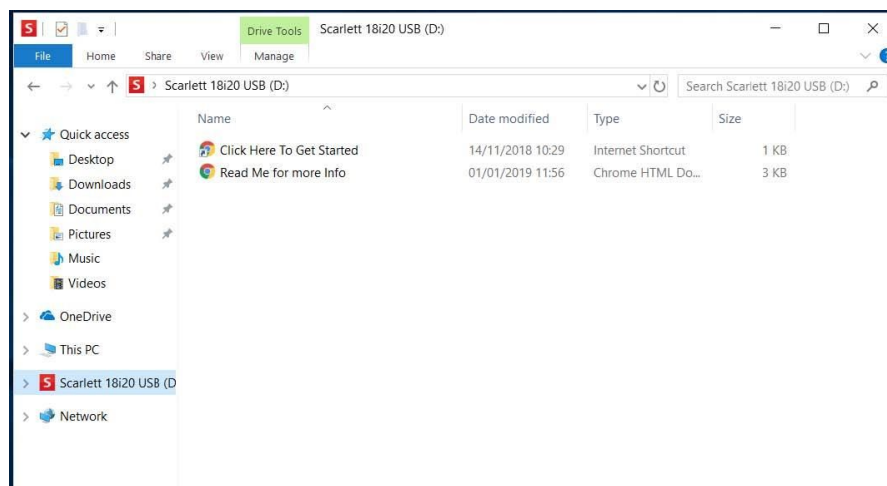 S
Drive Tools Scarlett 18i20 USB (D:)
File Home Share View Manage
S Scarlett 18i20 USB (D:) Search Scarlett 18i20 USB (D:)
Name Date modified Type Size
Quick access
Click Here To Get Started 14/11/2018 10:29 Internet Shortcut 1 KB
Desktop
Read Me for more Info 01/01/2019 11:56 Chrome HTML Do... 3 KB
Downloads
Documents
Pictures
Music
Videos
OneDrive
This PC
S Scarlett 18i20 USB (D
Network